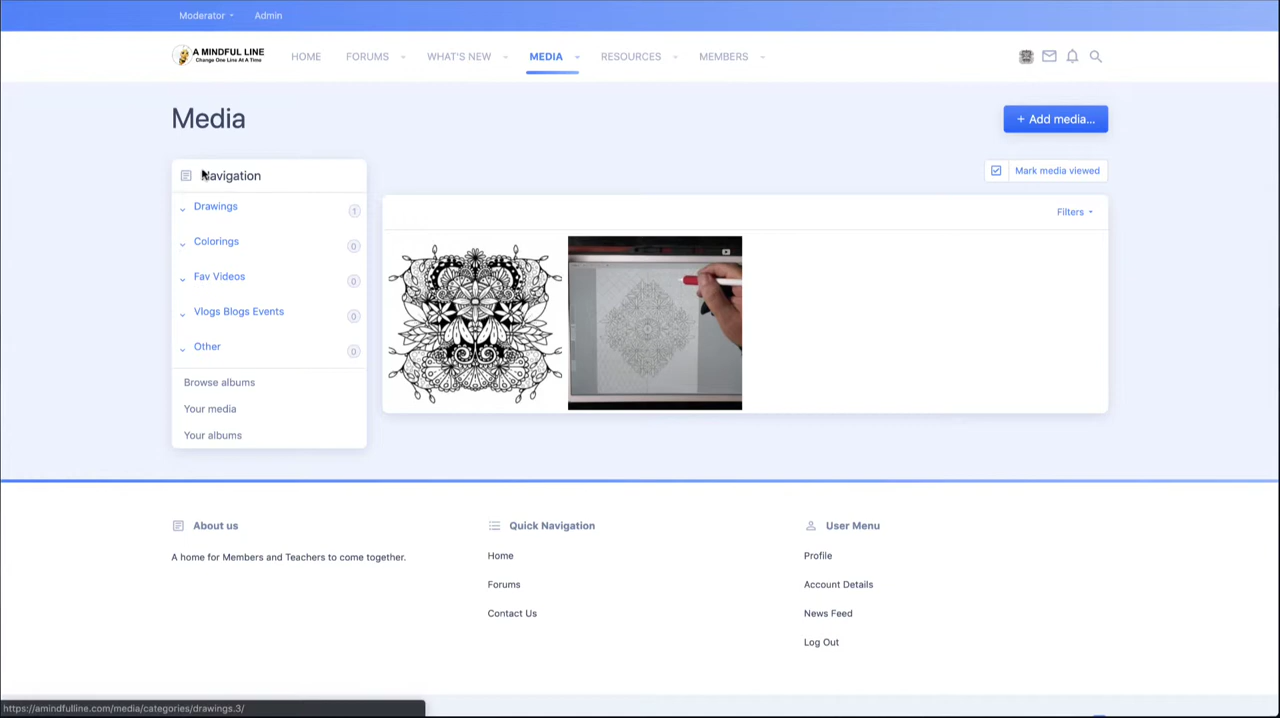 Moderator Admin
A MINDFUL LINE
Change One Line At A Time
HOME FORUMS WHAT'S NEW MEDIA RESOURCES MEMBERS
Media
+ Add media...
Navigation
Mark media viewed
Drawings 1
Filters
Colorings 0
Fav Videos 0
Vlogs Blogs Events 0
Other 0
Browse albums
Your media
Your albums
About us
A home for Members and Teachers to come together.
Quick Navigation
Home
Forums
Contact Us
User Menu
Profile
Account Details
News Feed
Log Out
https://amindfulline.com/media/categories/drawings.3/